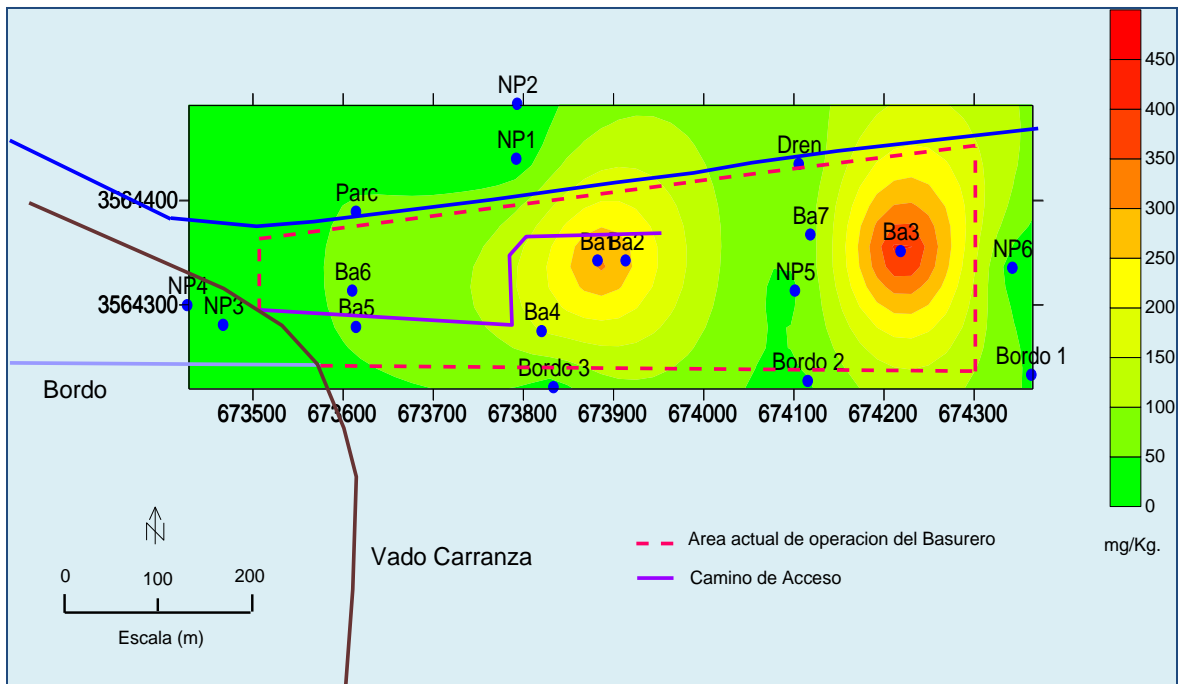 NP2
NP1
Dren
Parc
3564400
Ba7
Ba1
Ba2
Ba3
NP6
Ba6
NP5
NP4
3564300
NP3
Ba5
Ba4
Bordo 3
Bordo 2
Bordo 1
Bordo
673500
673600
673700
673800
673900
674000
674100
674200
674300
450
400
350
300
250
200
150
100
50
0
mg/Kg.
N
Vado Carranza
Area actual de operacion del Basurero
Camino de Acceso
0 100 200
Escala (m)